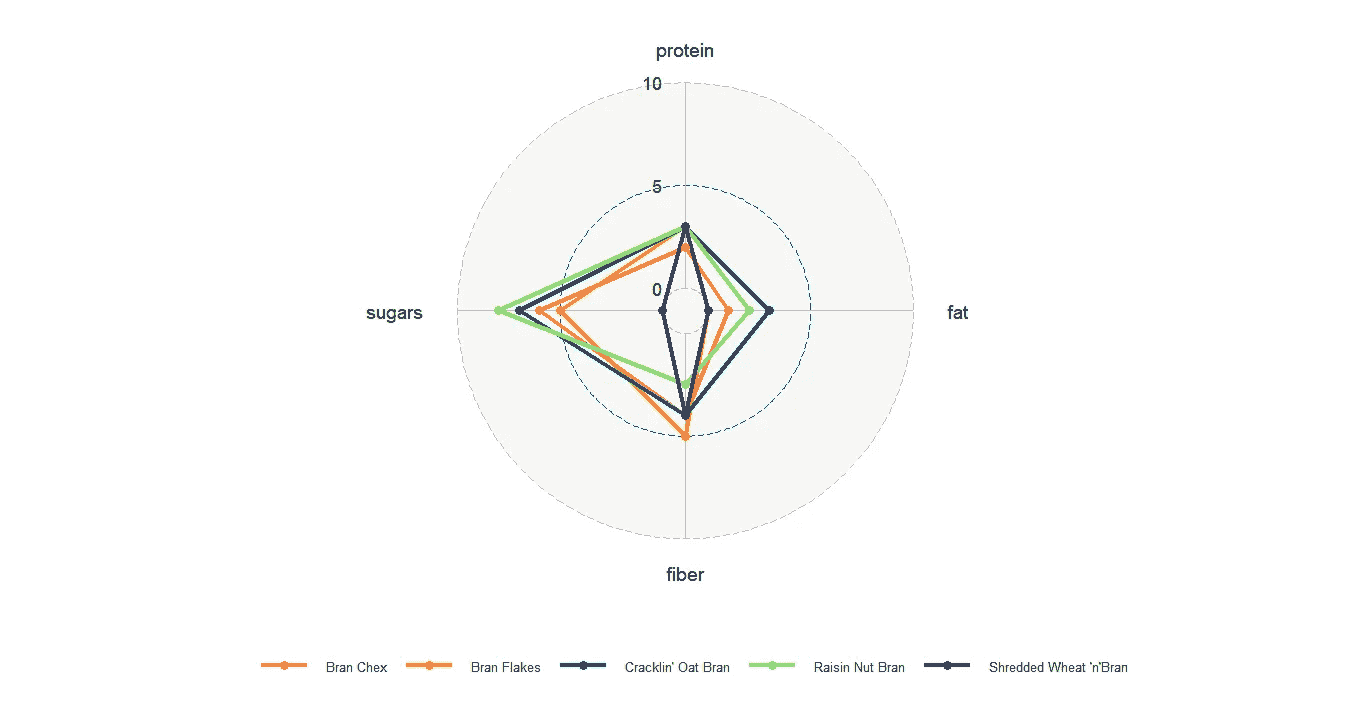 protein
10
5
0
sugars
fat
fiber
Bran Chex Bran Flakes Cracklin' Oat Bran Raisin Nut Bran Shredded Wheat 'n'Bran